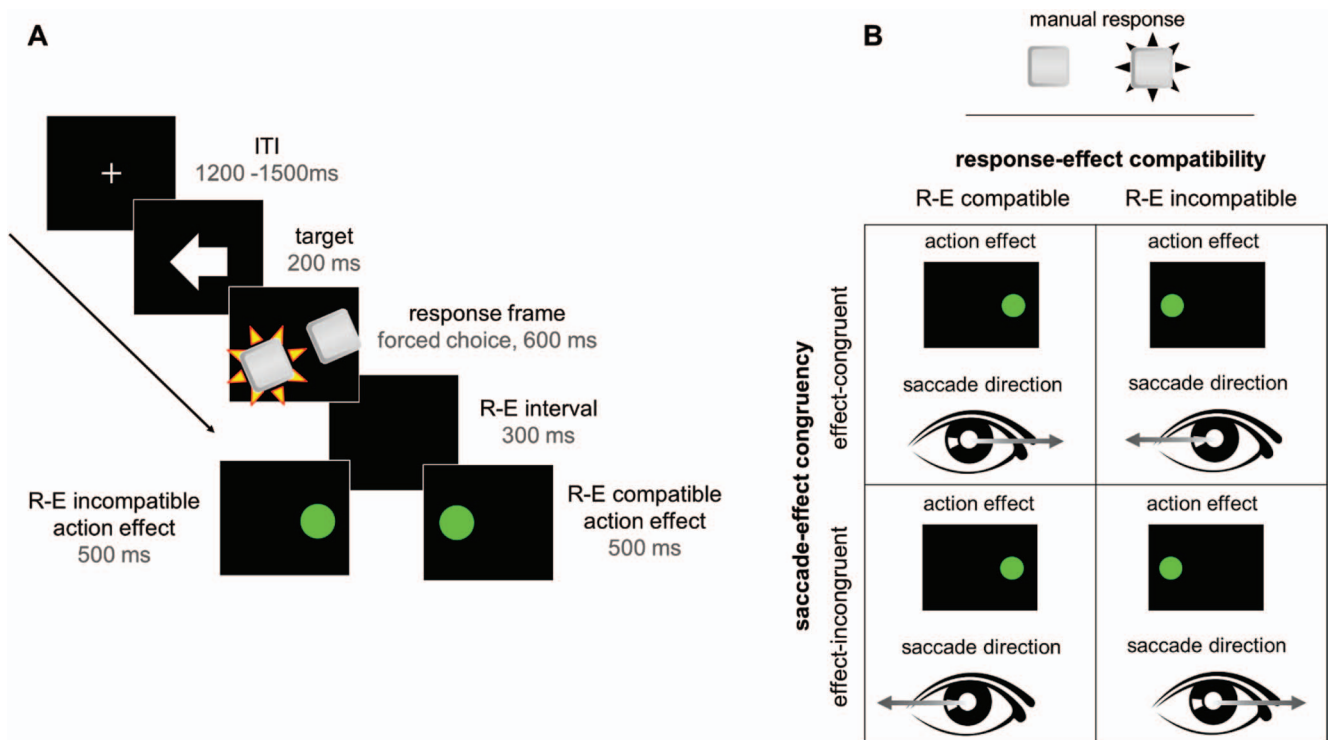 A
ITI
1200 -1500ms
target
200 ms
response frame
forced choice, 600 ms
R-E interval
300 ms
R-E incompatible
action effect
500 ms
R-E compatible
action effect
500 ms
B
manual response
response-effect compatibility
R-E compatible
R-E incompatible
saccade-effect congruency
effect-congruent
action effect
action effect
saccade direction
saccade direction
effect-incongruent
action effect
action effect
saccade direction
saccade direction